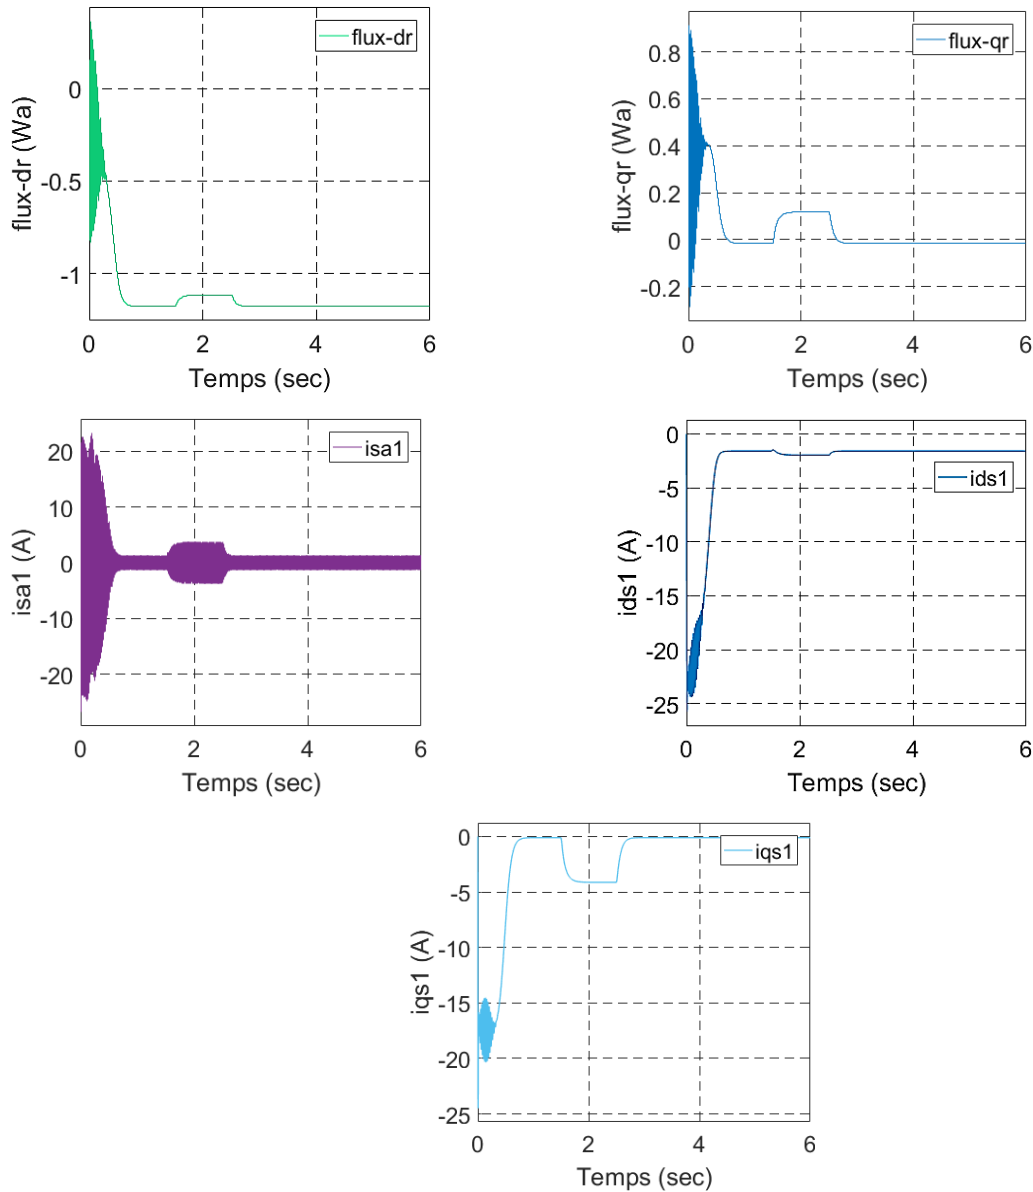 flux-dr
flux-dr (Wa)
0
-0.5
-1
0 2 4 6
Temps (sec)
flux-qr
flux-qr (Wa)
0.8
0.6
0.4
0.2
0
-0.2
0 2 4 6
Temps (sec)
isa1
isa1 (A)
20
10
0
-10
-20
0 2 4 6
Temps (sec)
ids1
ids1 (A)
0
-5
-10
-15
-20
-25
0 2 4 6
Temps (sec)
iqs1
iqs1 (A)
0
-5
-10
-15
-20
-25
0 2 4 6
Temps (sec)